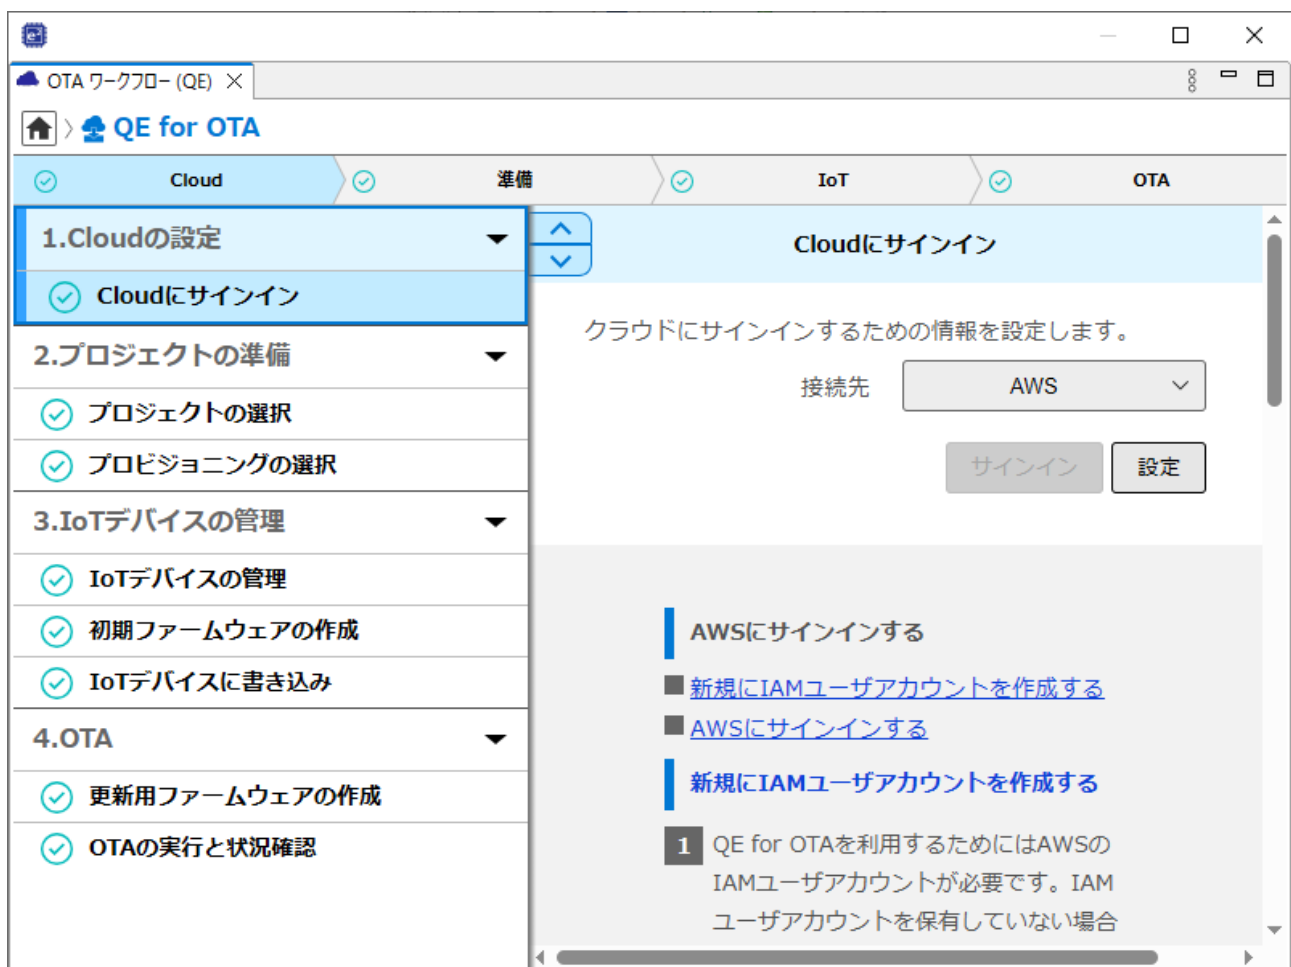 OTA ワークフロー (QE)
QE for OTA
Cloud 準備 IoT OTA
1.Cloudの設定
Cloudにサインイン
2.プロジェクトの準備
プロジェクトの選択
プロビジョニングの選択
3.IoTデバイスの管理
IoTデバイスの管理
初期ファームウェアの作成
IoTデバイスに書き込み
4.OTA
更新用ファームウェアの作成
OTAの実行と状況確認
Cloudにサインイン
クラウドにサインインするための情報を設定します。
接続先 AWS
サインイン 設定
AWSにサインインする
新規にIAMユーザアカウントを作成する
AWSにサインインする
新規にIAMユーザアカウントを作成する
1 QE for OTAを利用するためにはAWSの
IAMユーザアカウントが必要です。IAM
ユーザアカウントを保有していない場合